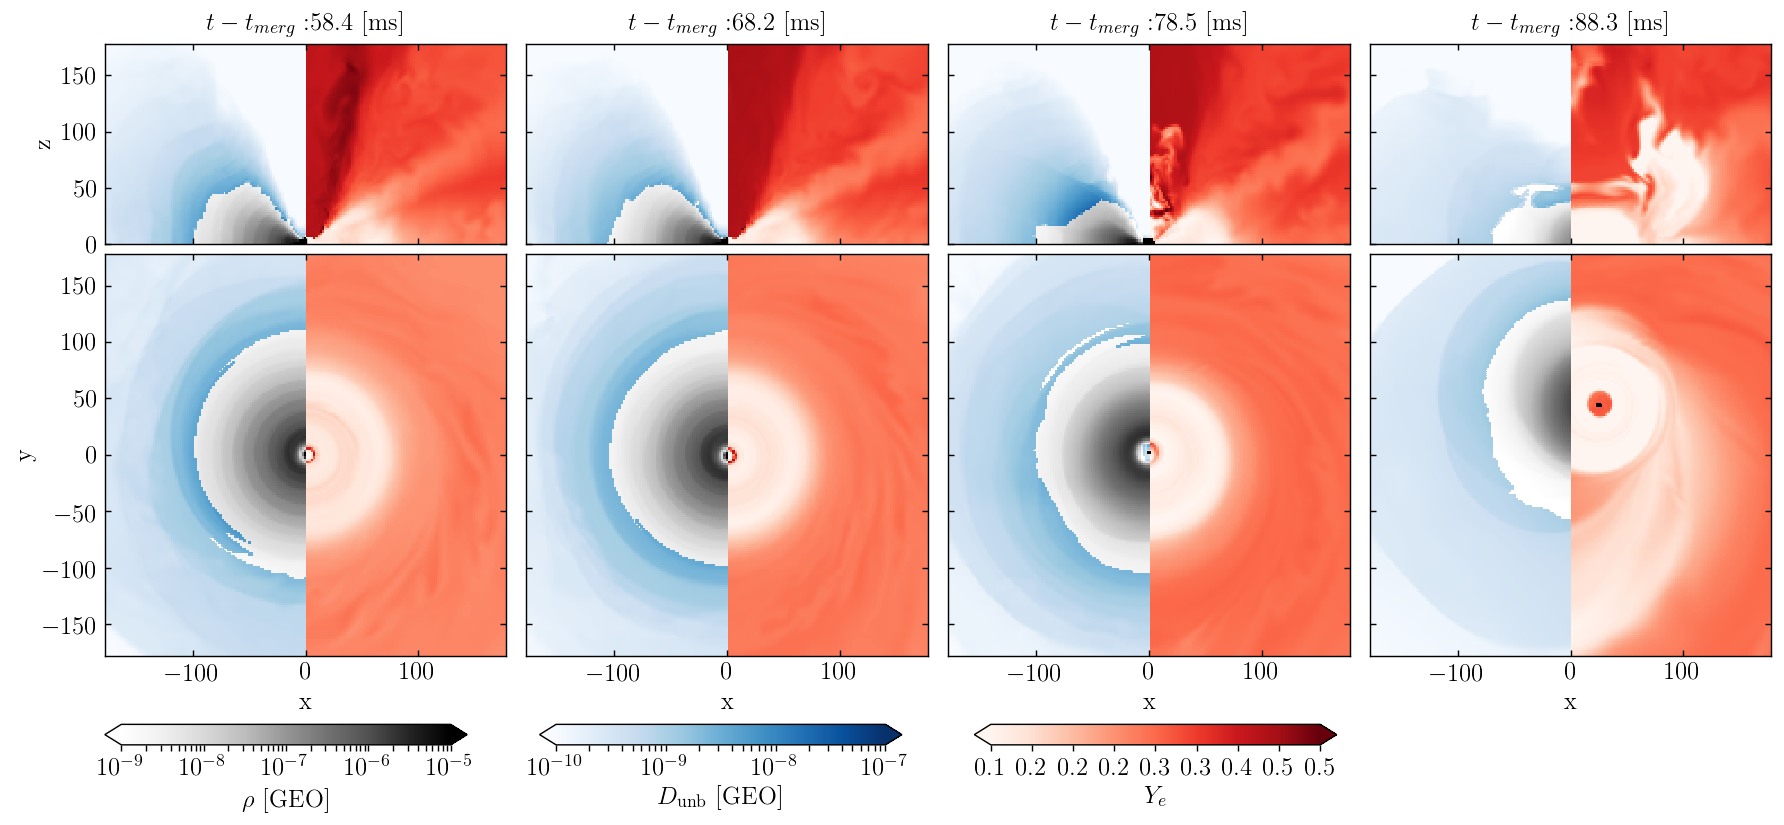 t − t_merg :58.4 [ms] t − t_merg :68.2 [ms] t − t_merg :78.5 [ms] t − t_merg :88.3 [ms]
150
100
z
50
0
150
100
50
y
0
−50
−100
−150
−100 0 100 −100 0 100 −100 0 100 −100 0 100
x x x x
10⁻⁹ 10⁻⁸ 10⁻⁷ 10⁻⁶ 10⁻⁵ 10⁻¹⁰ 10⁻⁹ 10⁻⁸ 10⁻⁷ 0.1 0.2 0.2 0.2 0.3 0.3 0.4 0.5 0.5
ρ [GEO] D_unb [GEO] Y_e